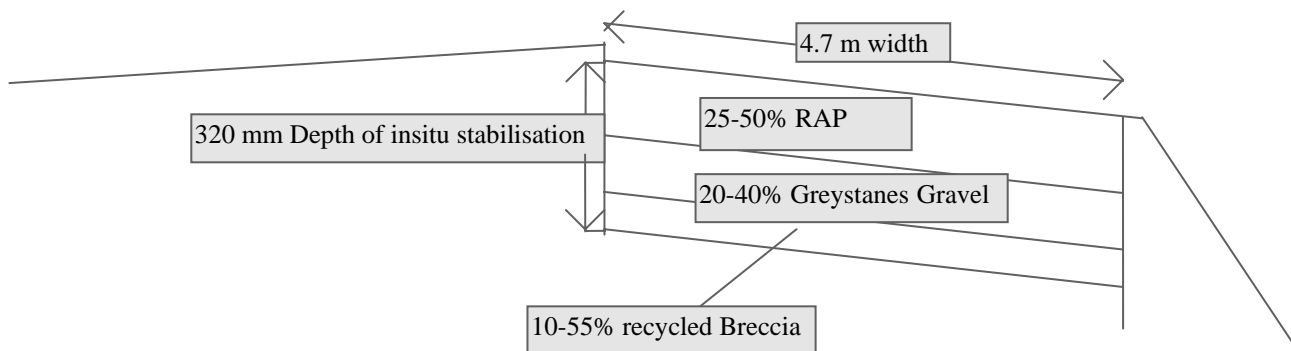 4.7 m width
25-50% RAP
320 mm Depth of insitu stabilisation
20-40% Greystanes Gravel
10-55% recycled Breccia